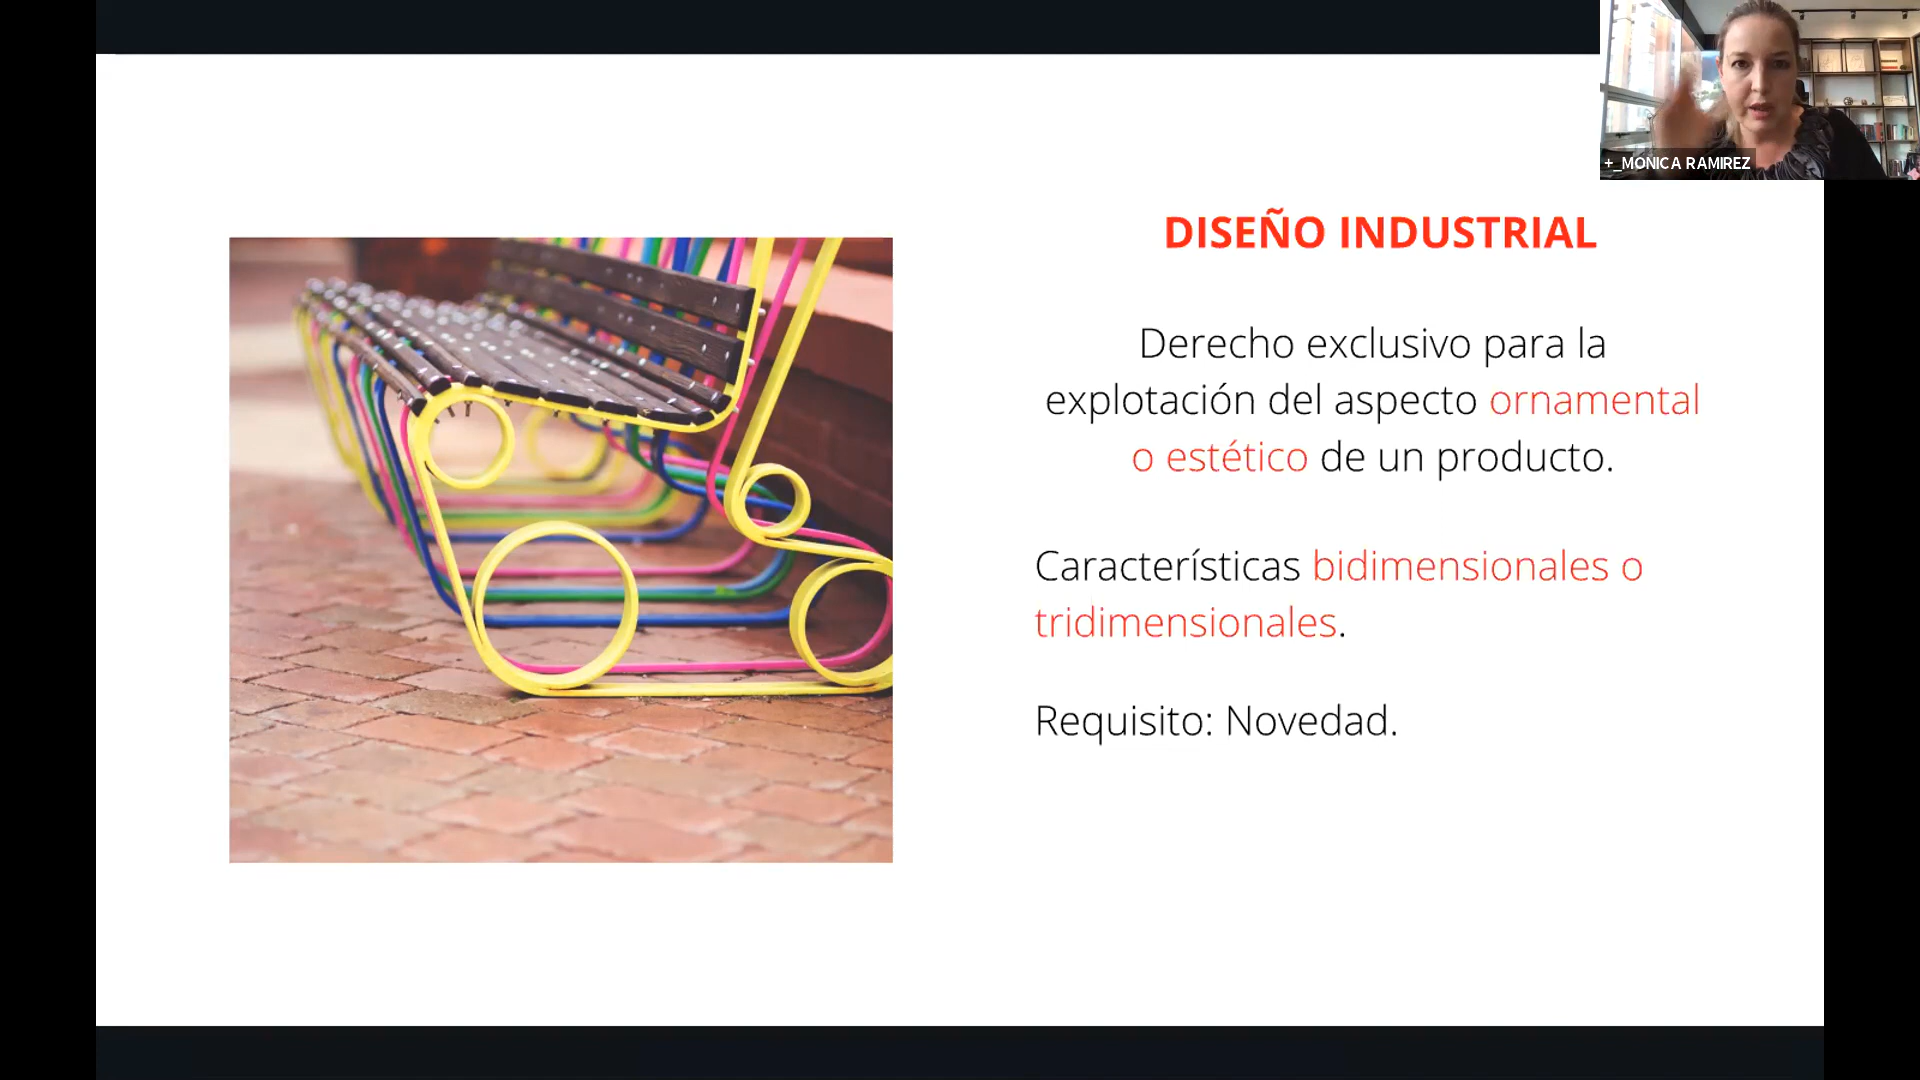 +_MONICA RAMIREZ
DISEÑO INDUSTRIAL
Derecho exclusivo para la
explotación del aspecto ornamental
o estético de un producto.
Características bidimensionales o
tridimensionales.
Requisito: Novedad.